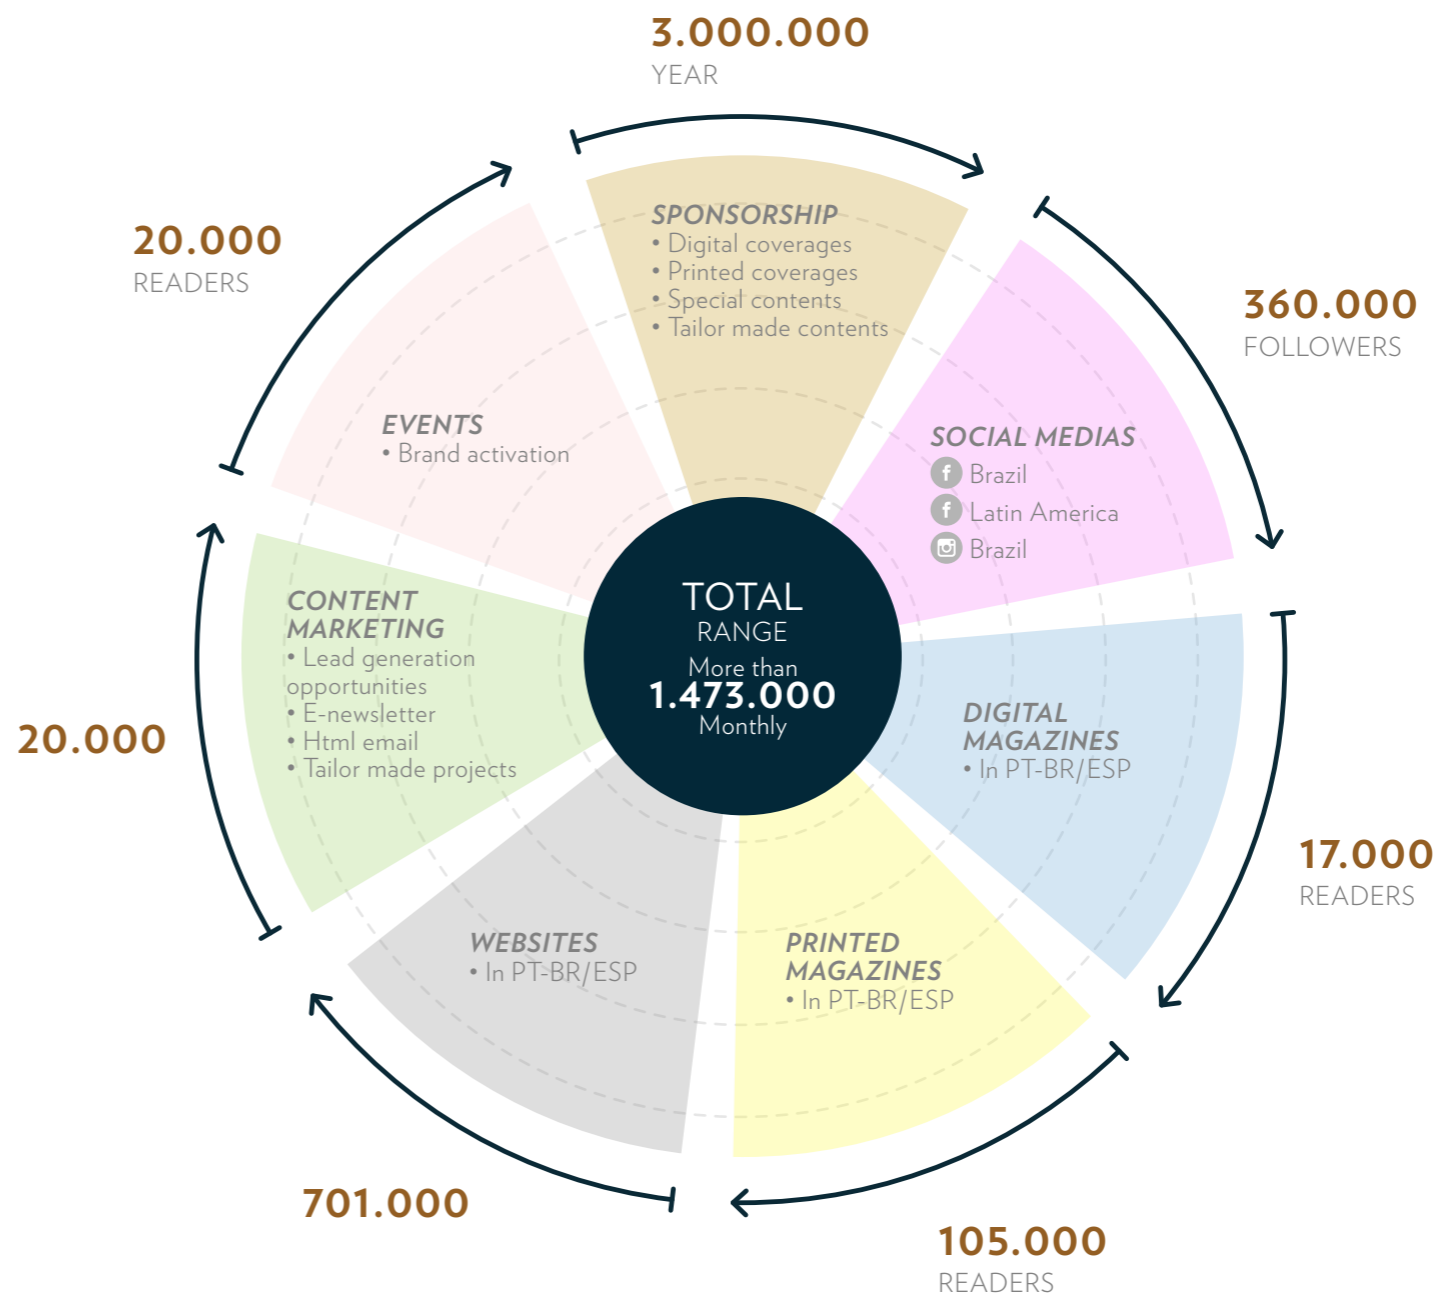 3.000.000
YEAR
SPONSORSHIP
• Digital coverages
• Printed coverages
• Special contents
• Tailor made contents
360.000
FOLLOWERS
SOCIAL MEDIAS
Brazil
Latin America
Brazil
DIGITAL
MAGAZINES
• In PT-BR/ESP
17.000
READERS
PRINTED
MAGAZINES
• In PT-BR/ESP
105.000
READERS
WEBSITES
• In PT-BR/ESP
701.000
CONTENT
MARKETING
• Lead generation
opportunities
• E-newsletter
• Html email
• Tailor made projects
20.000
EVENTS
• Brand activation
20.000
READERS
TOTAL
RANGE
More than
1.473.000
Monthly